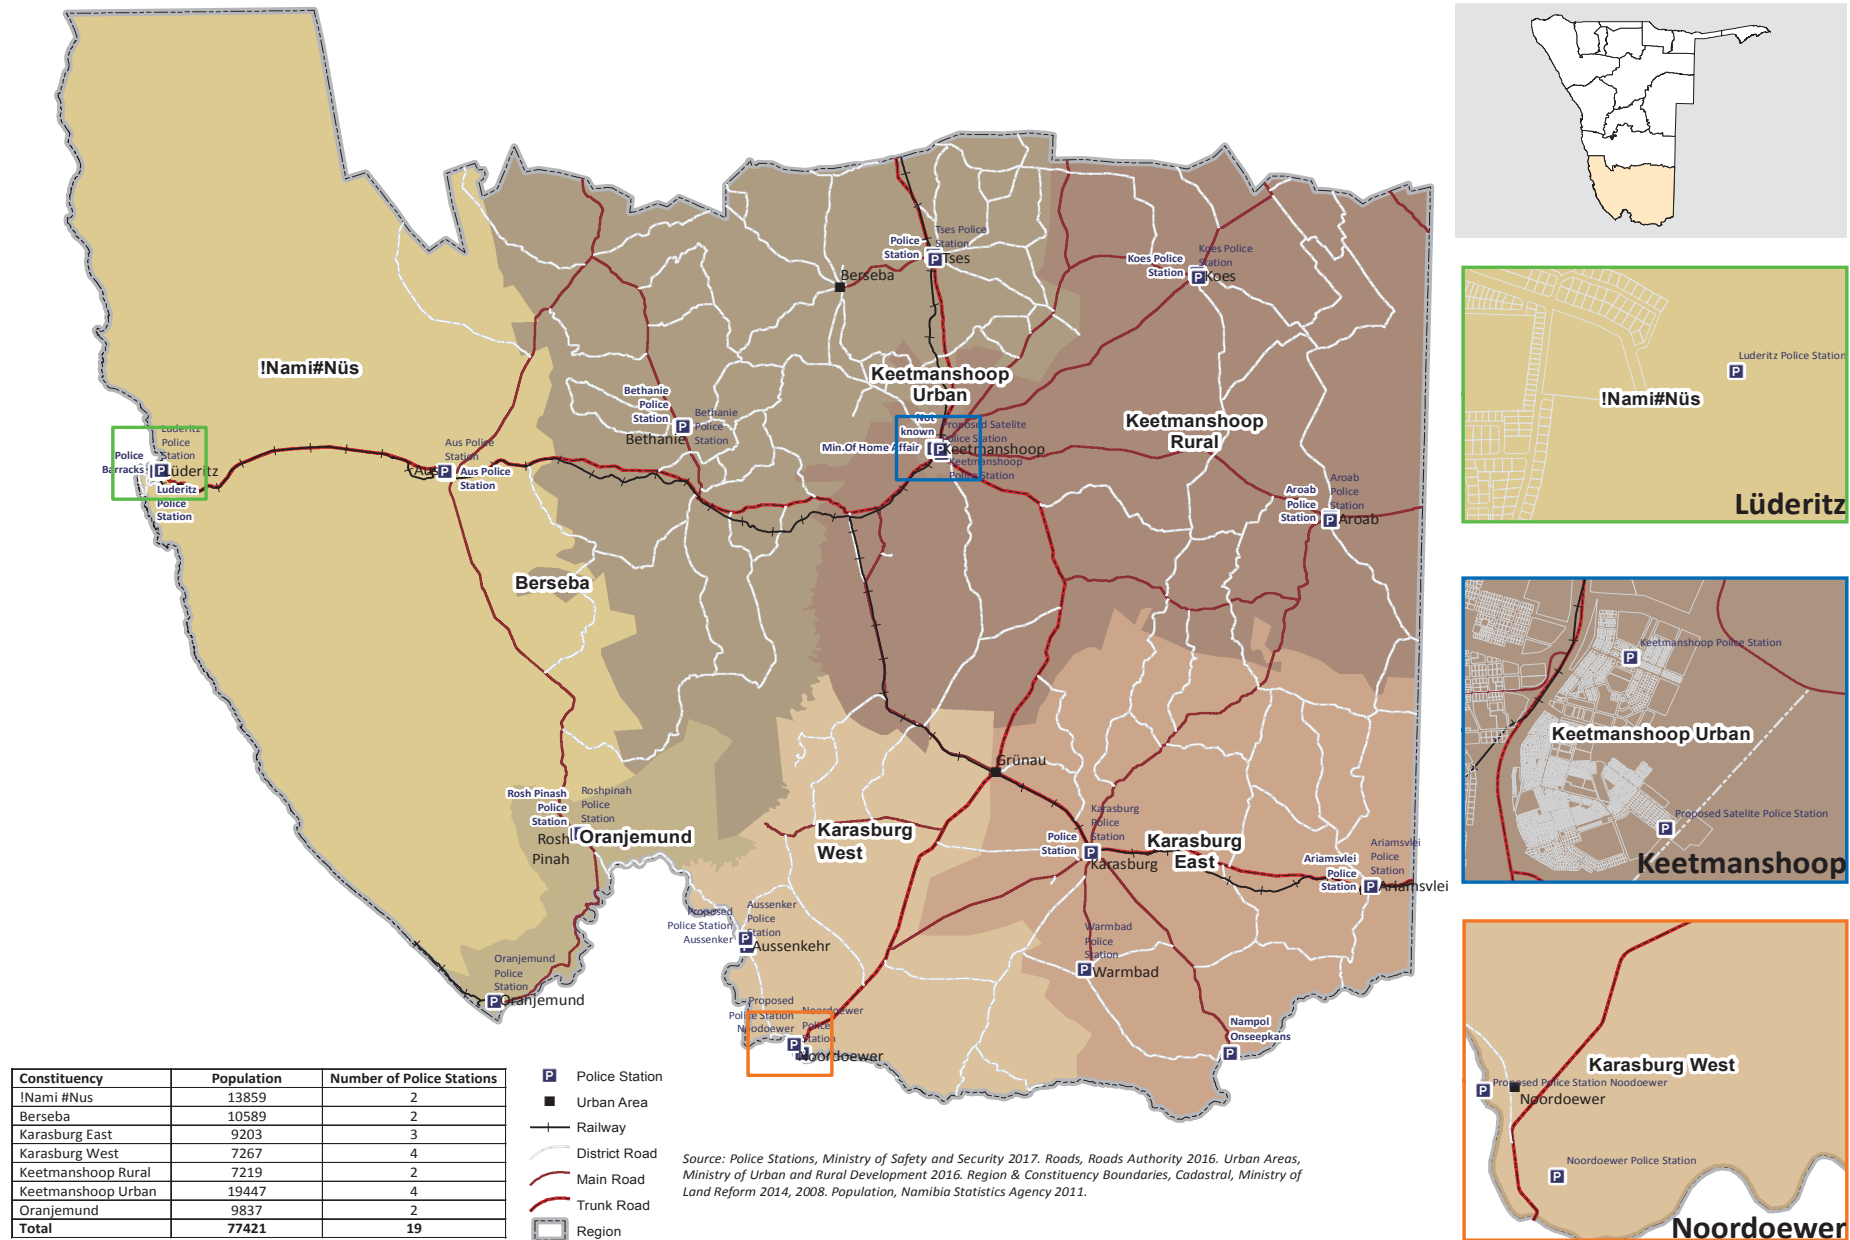 !Nami#Nüs
Berseba
Keetmanshoop
Urban
Keetmanshoop
Rural
Oranjemund
Karasburg
West
Karasburg
East
Police
Station
Tses Police
Station
Tses
Berseba
Koes Police
Station
Koes Police
Station
Koes
Bethanie
Police
Station
Bethanie
Police
Station
Bethanie
Not
known
Min.Of Home Affair
Proposed Satelite
Police Station
Keetmanshoop
Keetmanshoop
Police Station
Luderitz
Police
Station
Police
Barracks
Lüderitz
Luderitz
Police
Station
Aus Police
Station
Aus
Aus Police
Station
Aroab
Police
Station
Aroab
Police
Station
Aroab
Grünau
Rosh Pinash
Police
Station
Roshpinah
Police
Station
Rosh
Pinah
Karasburg
Police
Station
Police
Station
Karasburg
Ariamsvlei
Police
Station
Ariamsvlei
Police
Station
Ariamsvlei
Proposed
Police Station
Aussenker
Aussenker
Police
Station
Aussenkehr
Warmbad
Police
Station
Warmbad
Oranjemund
Police
Station
Oranjemund
Proposed
Police Station
Noodoewer
Noordoewer
Police
Station
Noordoewer
Nampol
Onseepkans
Luderitz Police Station
!Nami#Nüs
Lüderitz
Keetmanshoop Police Station
Keetmanshoop Urban
Proposed Satelite Police Station
Keetmanshoop
Karasburg West
Proposed Police Station Noodoewer
Noordoewer
Noordoewer Police Station
Noordoewer
Constituency Population Number of Police Stations
!Nami #Nus 13859 2
Berseba 10589 2
Karasburg East 9203 3
Karasburg West 7267 4
Keetmanshoop Rural 7219 2
Keetmanshoop Urban 19447 4
Oranjemund 9837 2
Total 77421 19
P Police Station
Urban Area
Railway
District Road
Main Road
Trunk Road
Region
Source: Police Stations, Ministry of Safety and Security 2017. Roads, Roads Authority 2016. Urban Areas,
Ministry of Urban and Rural Development 2016. Region & Constituency Boundaries, Cadastral, Ministry of
Land Reform 2014, 2008. Population, Namibia Statistics Agency 2011.